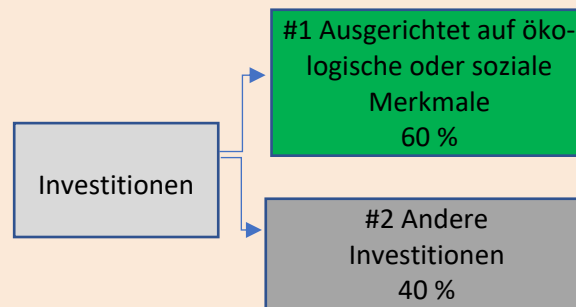 #1 Ausgerichtet auf öko-
logische oder soziale
Merkmale
60 %
Investitionen
#2 Andere
Investitionen
40 %